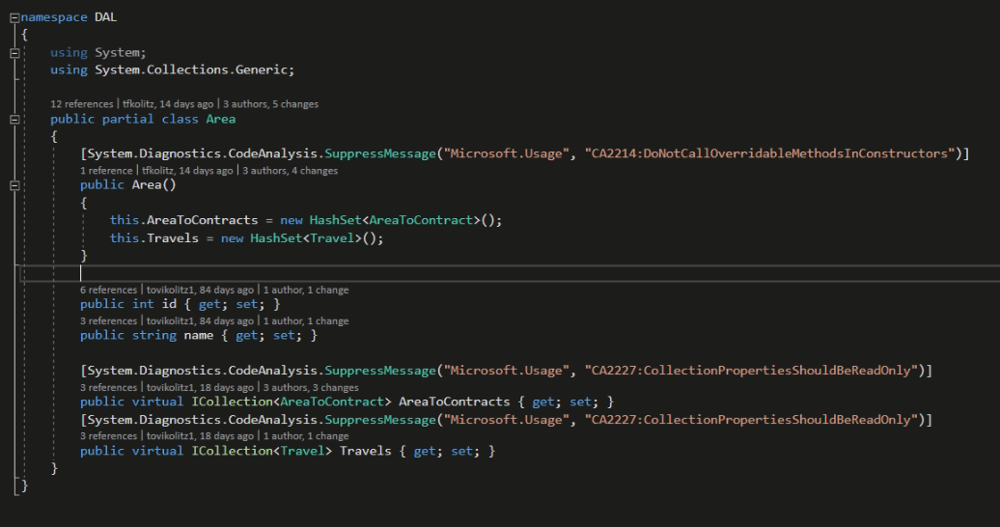 namespace DAL
{
using System;
using System.Collections.Generic;
12 references | tfkolitz, 14 days ago | 3 authors, 5 changes
public partial class Area
{
[System.Diagnostics.CodeAnalysis.SuppressMessage("Microsoft.Usage", "CA2214:DoNotCallOverridableMethodsInConstructors")]
1 reference | tfkolitz, 14 days ago | 3 authors, 4 changes
public Area()
{
this.AreaToContracts = new HashSet<AreaToContract>();
this.Travels = new HashSet<Travel>();
}
6 references | tovikolitz1, 84 days ago | 1 author, 1 change
public int id { get; set; }
3 references | tovikolitz1, 84 days ago | 1 author, 1 change
public string name { get; set; }
[System.Diagnostics.CodeAnalysis.SuppressMessage("Microsoft.Usage", "CA2227:CollectionPropertiesShouldBeReadOnly")]
3 references | tovikolitz1, 18 days ago | 3 authors, 3 changes
public virtual ICollection<AreaToContract> AreaToContracts { get; set; }
[System.Diagnostics.CodeAnalysis.SuppressMessage("Microsoft.Usage", "CA2227:CollectionPropertiesShouldBeReadOnly")]
3 references | tovikolitz1, 18 days ago | 1 author, 1 change
public virtual ICollection<Travel> Travels { get; set; }
}
}